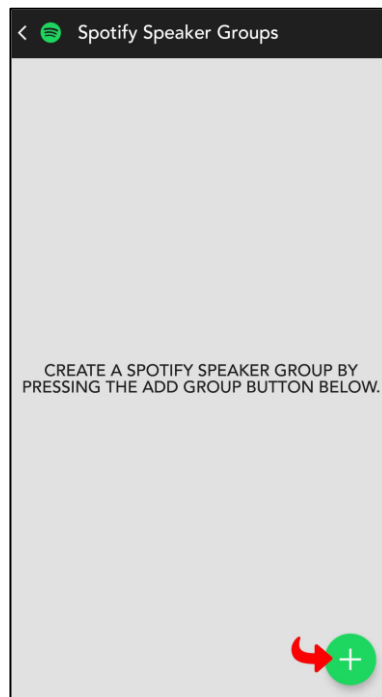 Spotify Speaker Groups
CREATE A SPOTIFY SPEAKER GROUP BY
PRESSING THE ADD GROUP BUTTON BELOW.